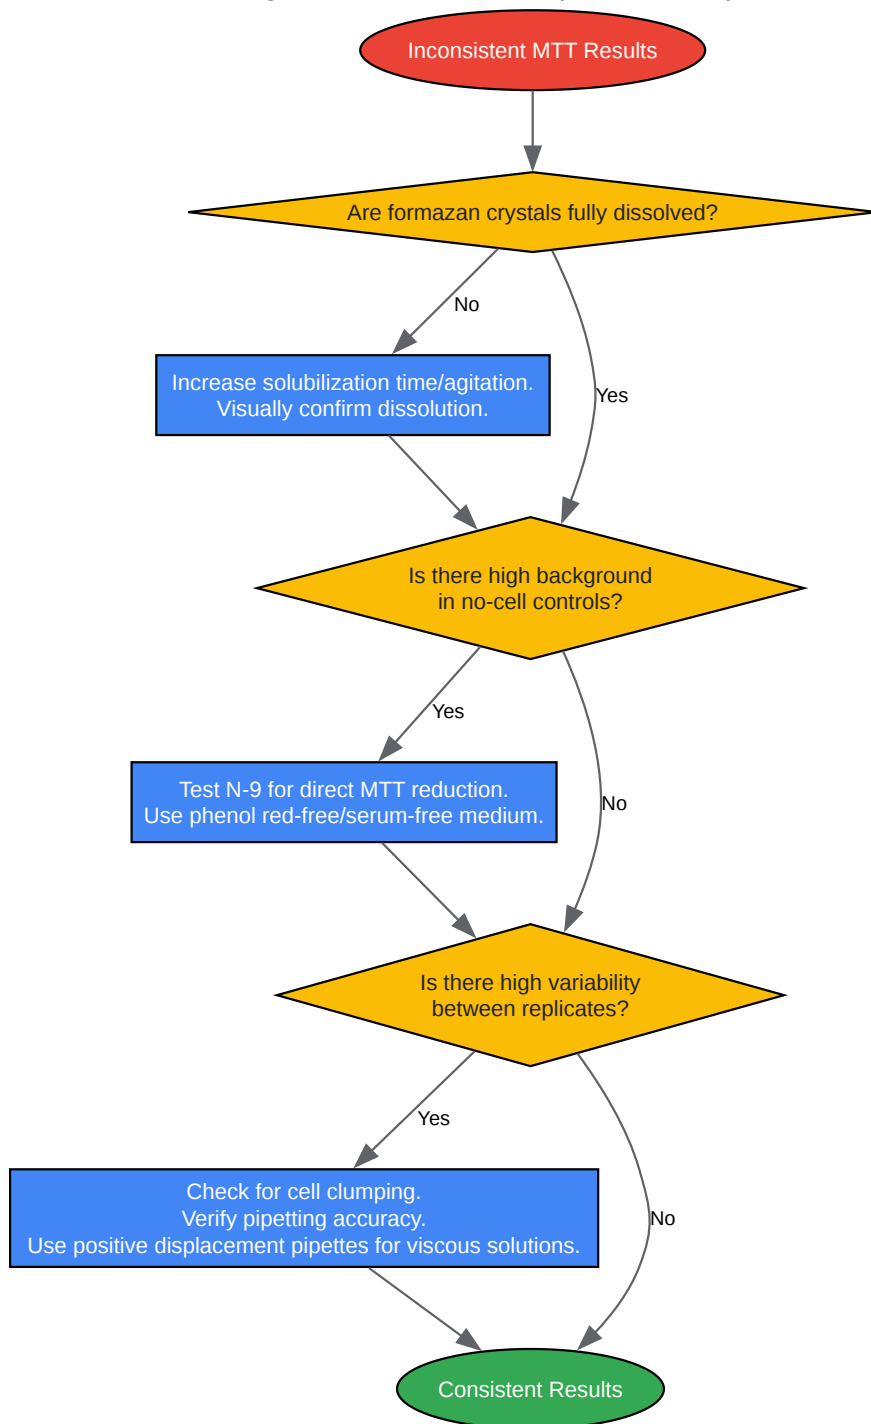 Inconsistent MTT Results
Are formazan crystals fully dissolved?
No
Increase solubilization time/agitation.
Visually confirm dissolution.
Yes
Is there high background
in no-cell controls?
Yes
Test N-9 for direct MTT reduction.
Use phenol red-free/serum-free medium.
No
Is there high variability
between replicates?
Yes
Check for cell clumping.
Verify pipetting accuracy.
Use positive displacement pipettes for viscous solutions.
No
Consistent Results